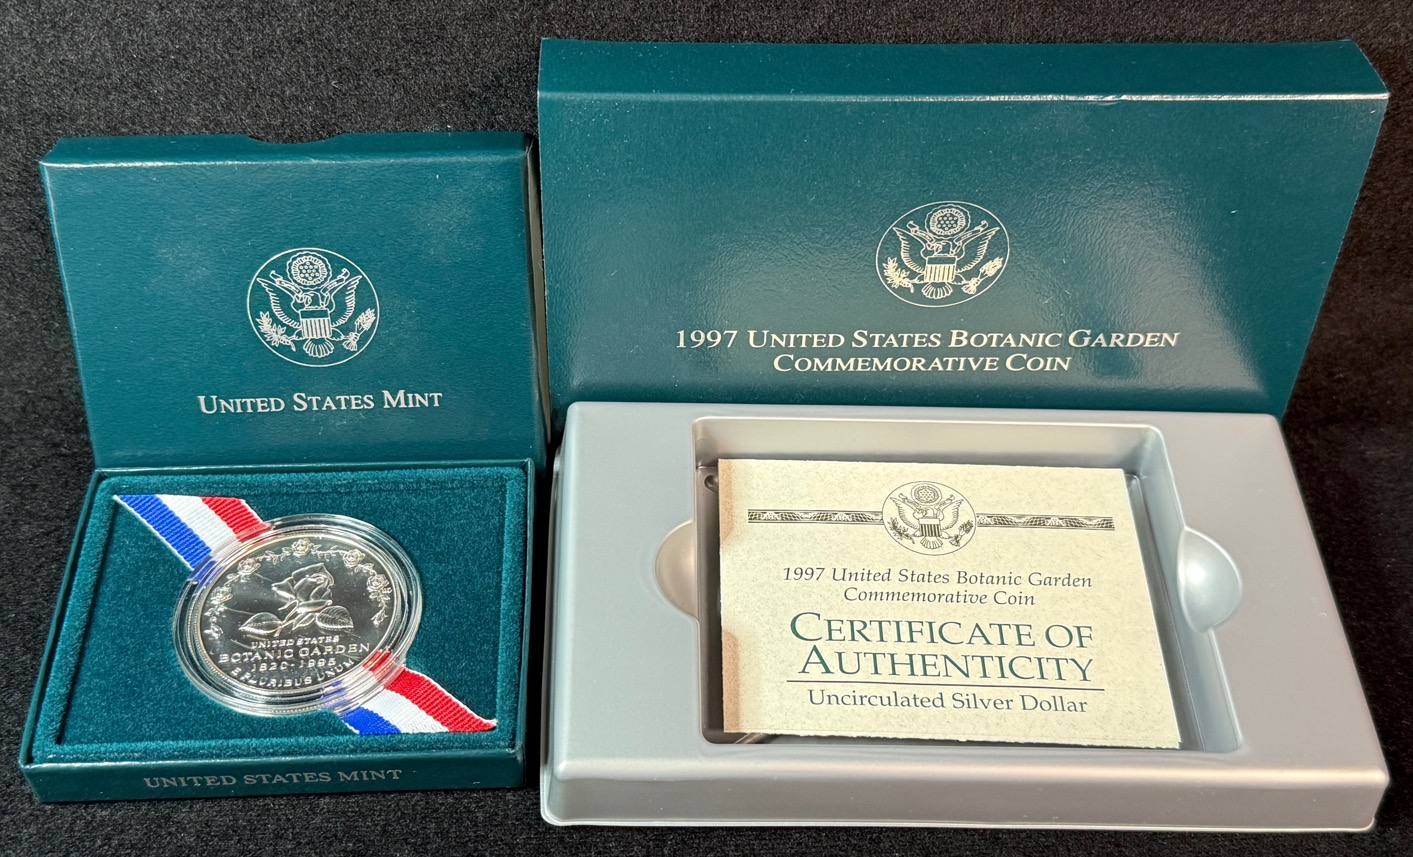 UNITED STATES MINT
UNITED STATES
BOTANIC GARDEN
1820-1995
E PLURIBUS UNUM
UNITED STATES MINT
1997 UNITED STATES BOTANIC GARDEN
COMMEMORATIVE COIN
1997 United States Botanic Garden
Commemorative Coin
CERTIFICATE OF
AUTHENTICITY
Uncirculated Silver Dollar